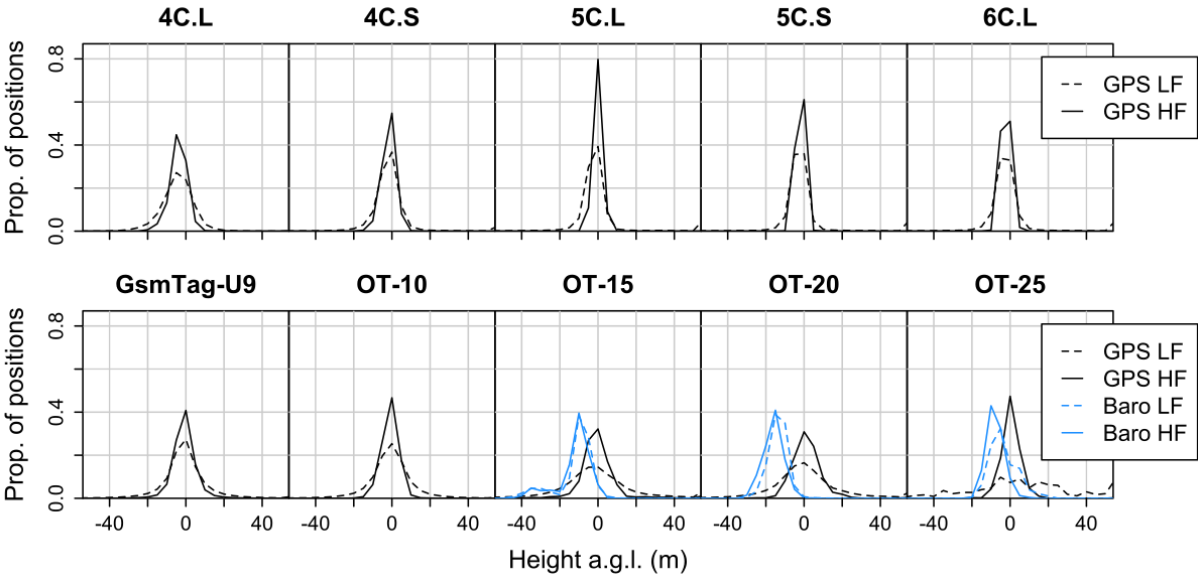 4C.L 4C.S 5C.L 5C.S 6C.L
Prop. of positions
0.8
0.4
0.0
GPS LF
GPS HF
-40 0 40 -40 0 40 -40 0 40 -40 0 40 -40 0 40
GsmTag-U9 OT-10 OT-15 OT-20 OT-25
Prop. of positions
0.8
0.4
0.0
GPS LF
GPS HF
Baro LF
Baro HF
Height a.g.l. (m)